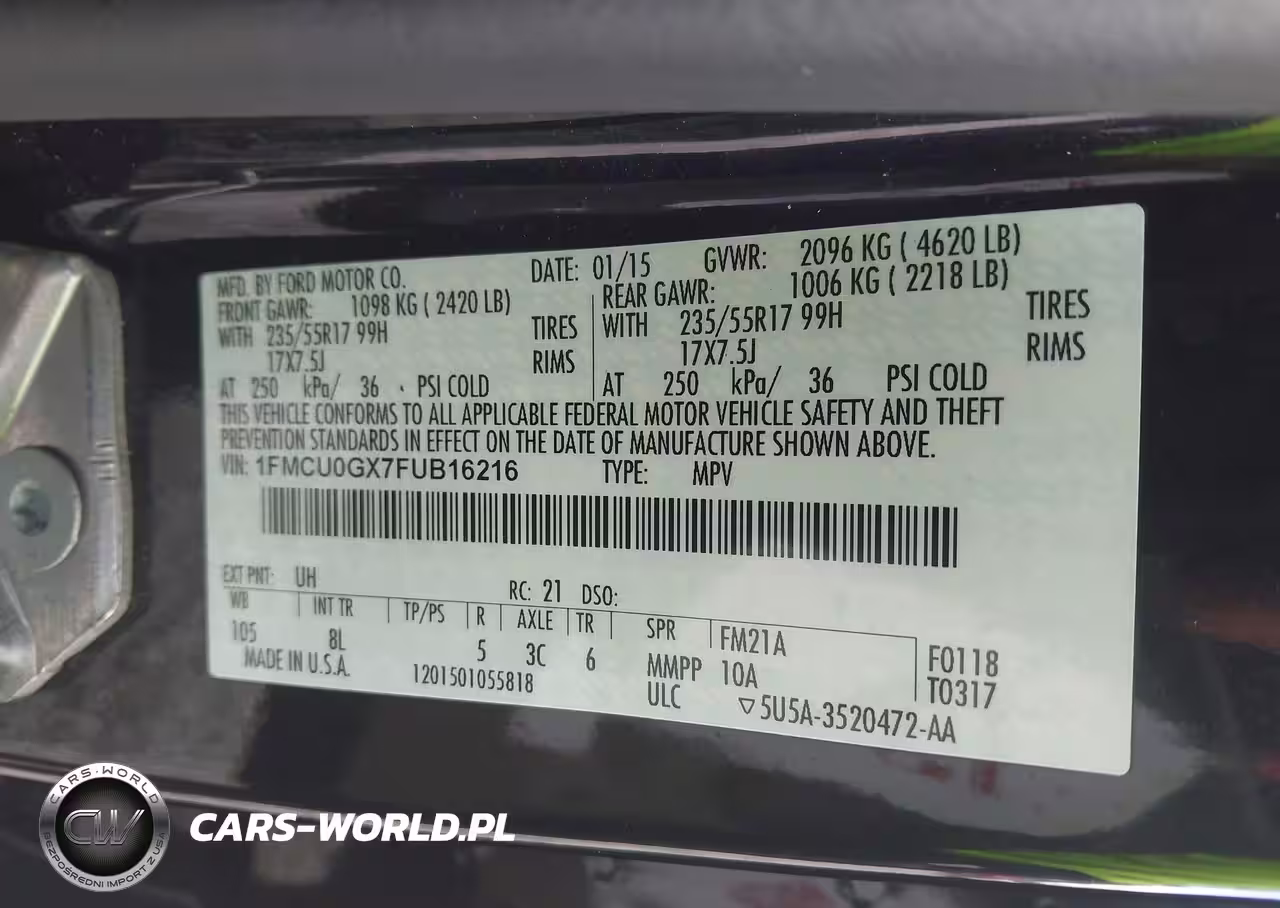 MFD. BY FORD MOTOR CO. DATE: 01/15 GVWR: 2096 KG ( 4620 LB)
FRONT GAWR: 1098 KG ( 2420 LB) REAR GAWR: 1006 KG ( 2218 LB)
WITH 235/55R17 99H TIRES WITH 235/55R17 99H TIRES
17X7.5J RIMS 17X7.5J RIMS
AT 250 kPa/ 36 PSI COLD AT 250 kPa/ 36 PSI COLD
THIS VEHICLE CONFORMS TO ALL APPLICABLE FEDERAL MOTOR VEHICLE SAFETY AND THEFT
PREVENTION STANDARDS IN EFFECT ON THE DATE OF MANUFACTURE SHOWN ABOVE.
VIN: 1FMCU0GX7FUB16216 TYPE: MPV
EXT PNT: UH RC: 21 DSO:
WB INT TR TP/PS R AXLE TR SPR FM21A F0118
105 8L 5 3C 6 MMPP 10A T0317
MADE IN U.S.A. 1201501055818 ULC ▽5U5A-3520472-AA
CARS-WORLD
CW
BEZPOŚREDNI IMPORT Z USA
CARS-WORLD.PL